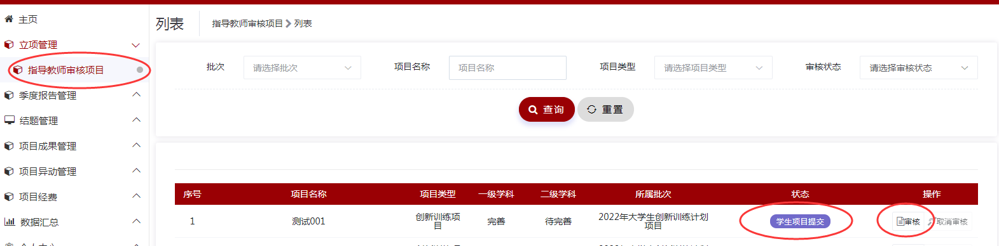 主页
立项管理
指导教师审核项目
季度报告管理
结题管理
项目成果管理
项目异动管理
项目经费
数据汇总
列表
指导教师审核项目 列表
批次 请选择批次 项目名称 项目名称 项目类型 请选择项目类型 审核状态 请选择审核状态
查询 重置
序号 项目名称 项目类型 一级学科 二级学科 所属批次 状态 操作
1 测试001 创新训练项目 完善 待完善 2022年大学生创新训练计划项目 学生项目提交 审核 取消审核